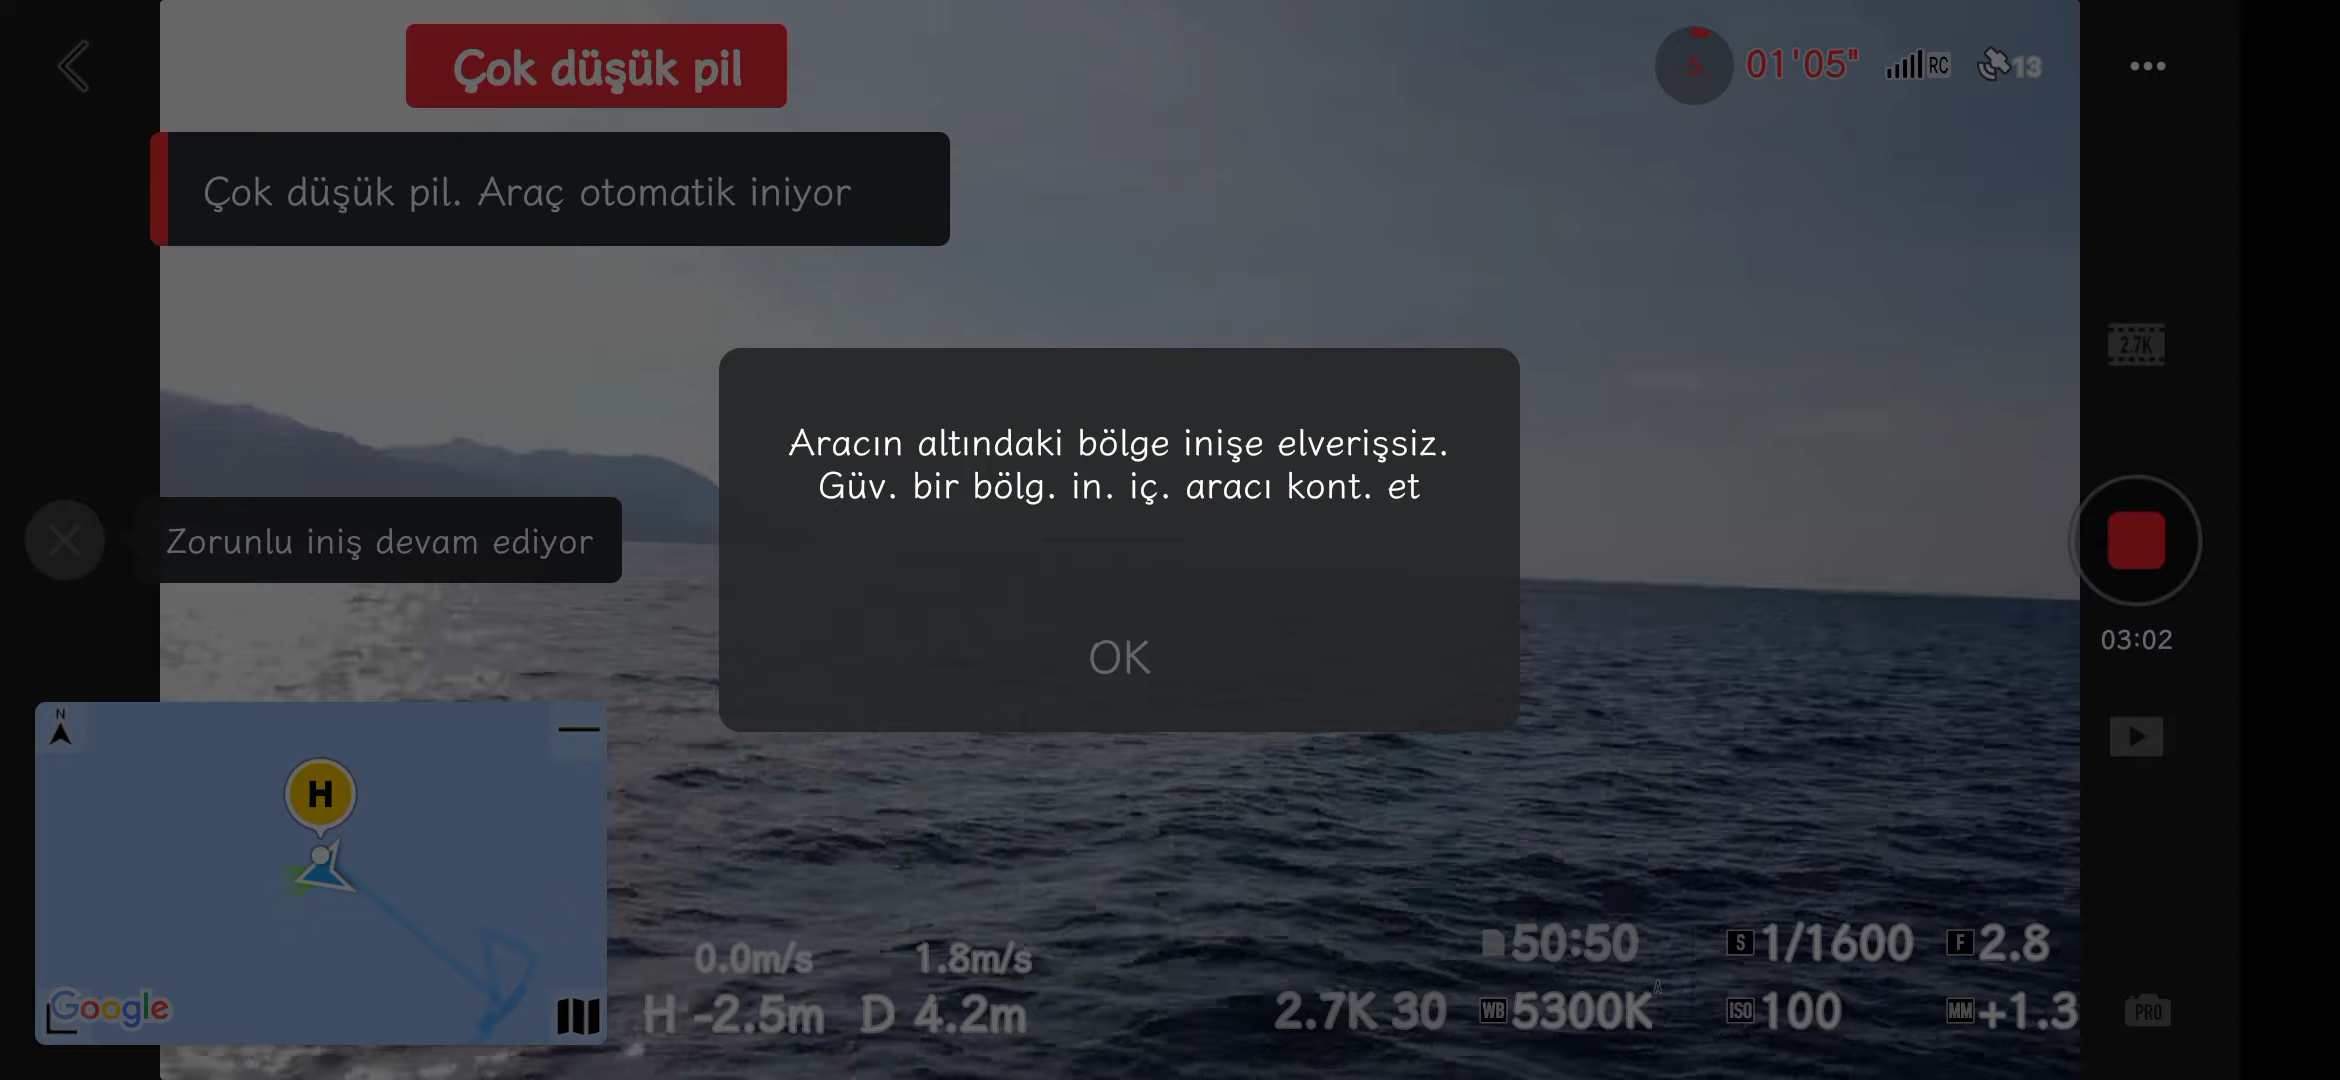 Çok düşük pil
5
01'05"
RC
13
Çok düşük pil. Araç otomatik iniyor
2.7K
Aracın altındaki bölge inişe elverişsiz.
Güv. bir bölg. in. iç. aracı kont. et
Zorunlu iniş devam ediyor
OK
03:02
N
H
Google
0.0m/s 1.8m/s
H -2.5m D 4.2m
50:50 S 1/1600 F 2.8
2.7K 30 WB 5300K A ISO 100 MM +1.3
PRO